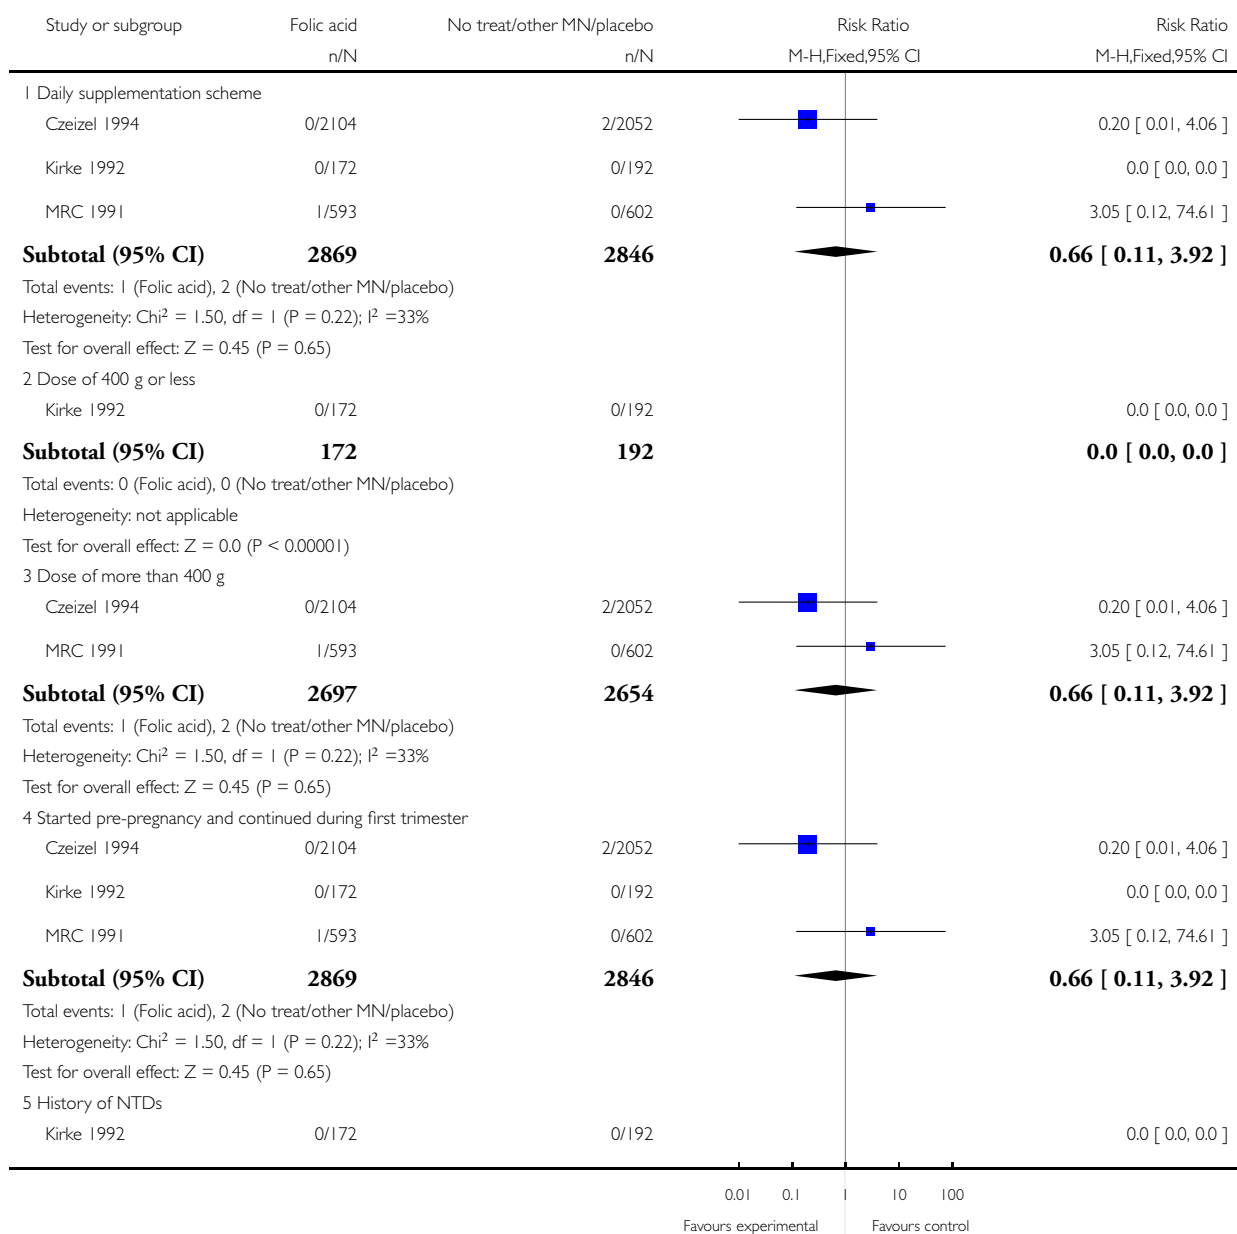 Study or subgroup Folic acid No treat/other MN/placebo Risk Ratio Risk Ratio
n/N n/N M-H,Fixed,95% CI M-H,Fixed,95% CI
1 Daily supplementation scheme
Czeizel 1994 0/2104 2/2052 0.20 [ 0.01, 4.06 ]
Kirke 1992 0/172 0/192 0.0 [ 0.0, 0.0 ]
MRC 1991 1/593 0/602 3.05 [ 0.12, 74.61 ]
Subtotal (95% CI) 2869 2846 0.66 [ 0.11, 3.92 ]
Total events: 1 (Folic acid), 2 (No treat/other MN/placebo)
Heterogeneity: Chi² = 1.50, df = 1 (P = 0.22); I² =33%
Test for overall effect: Z = 0.45 (P = 0.65)
2 Dose of 400 g or less
Kirke 1992 0/172 0/192 0.0 [ 0.0, 0.0 ]
Subtotal (95% CI) 172 192 0.0 [ 0.0, 0.0 ]
Total events: 0 (Folic acid), 0 (No treat/other MN/placebo)
Heterogeneity: not applicable
Test for overall effect: Z = 0.0 (P < 0.00001)
3 Dose of more than 400 g
Czeizel 1994 0/2104 2/2052 0.20 [ 0.01, 4.06 ]
MRC 1991 1/593 0/602 3.05 [ 0.12, 74.61 ]
Subtotal (95% CI) 2697 2654 0.66 [ 0.11, 3.92 ]
Total events: 1 (Folic acid), 2 (No treat/other MN/placebo)
Heterogeneity: Chi² = 1.50, df = 1 (P = 0.22); I² =33%
Test for overall effect: Z = 0.45 (P = 0.65)
4 Started pre-pregnancy and continued during first trimester
Czeizel 1994 0/2104 2/2052 0.20 [ 0.01, 4.06 ]
Kirke 1992 0/172 0/192 0.0 [ 0.0, 0.0 ]
MRC 1991 1/593 0/602 3.05 [ 0.12, 74.61 ]
Subtotal (95% CI) 2869 2846 0.66 [ 0.11, 3.92 ]
Total events: 1 (Folic acid), 2 (No treat/other MN/placebo)
Heterogeneity: Chi² = 1.50, df = 1 (P = 0.22); I² =33%
Test for overall effect: Z = 0.45 (P = 0.65)
5 History of NTDs
Kirke 1992 0/172 0/192 0.0 [ 0.0, 0.0 ]
0.01 0.1 1 10 100
Favours experimental Favours control